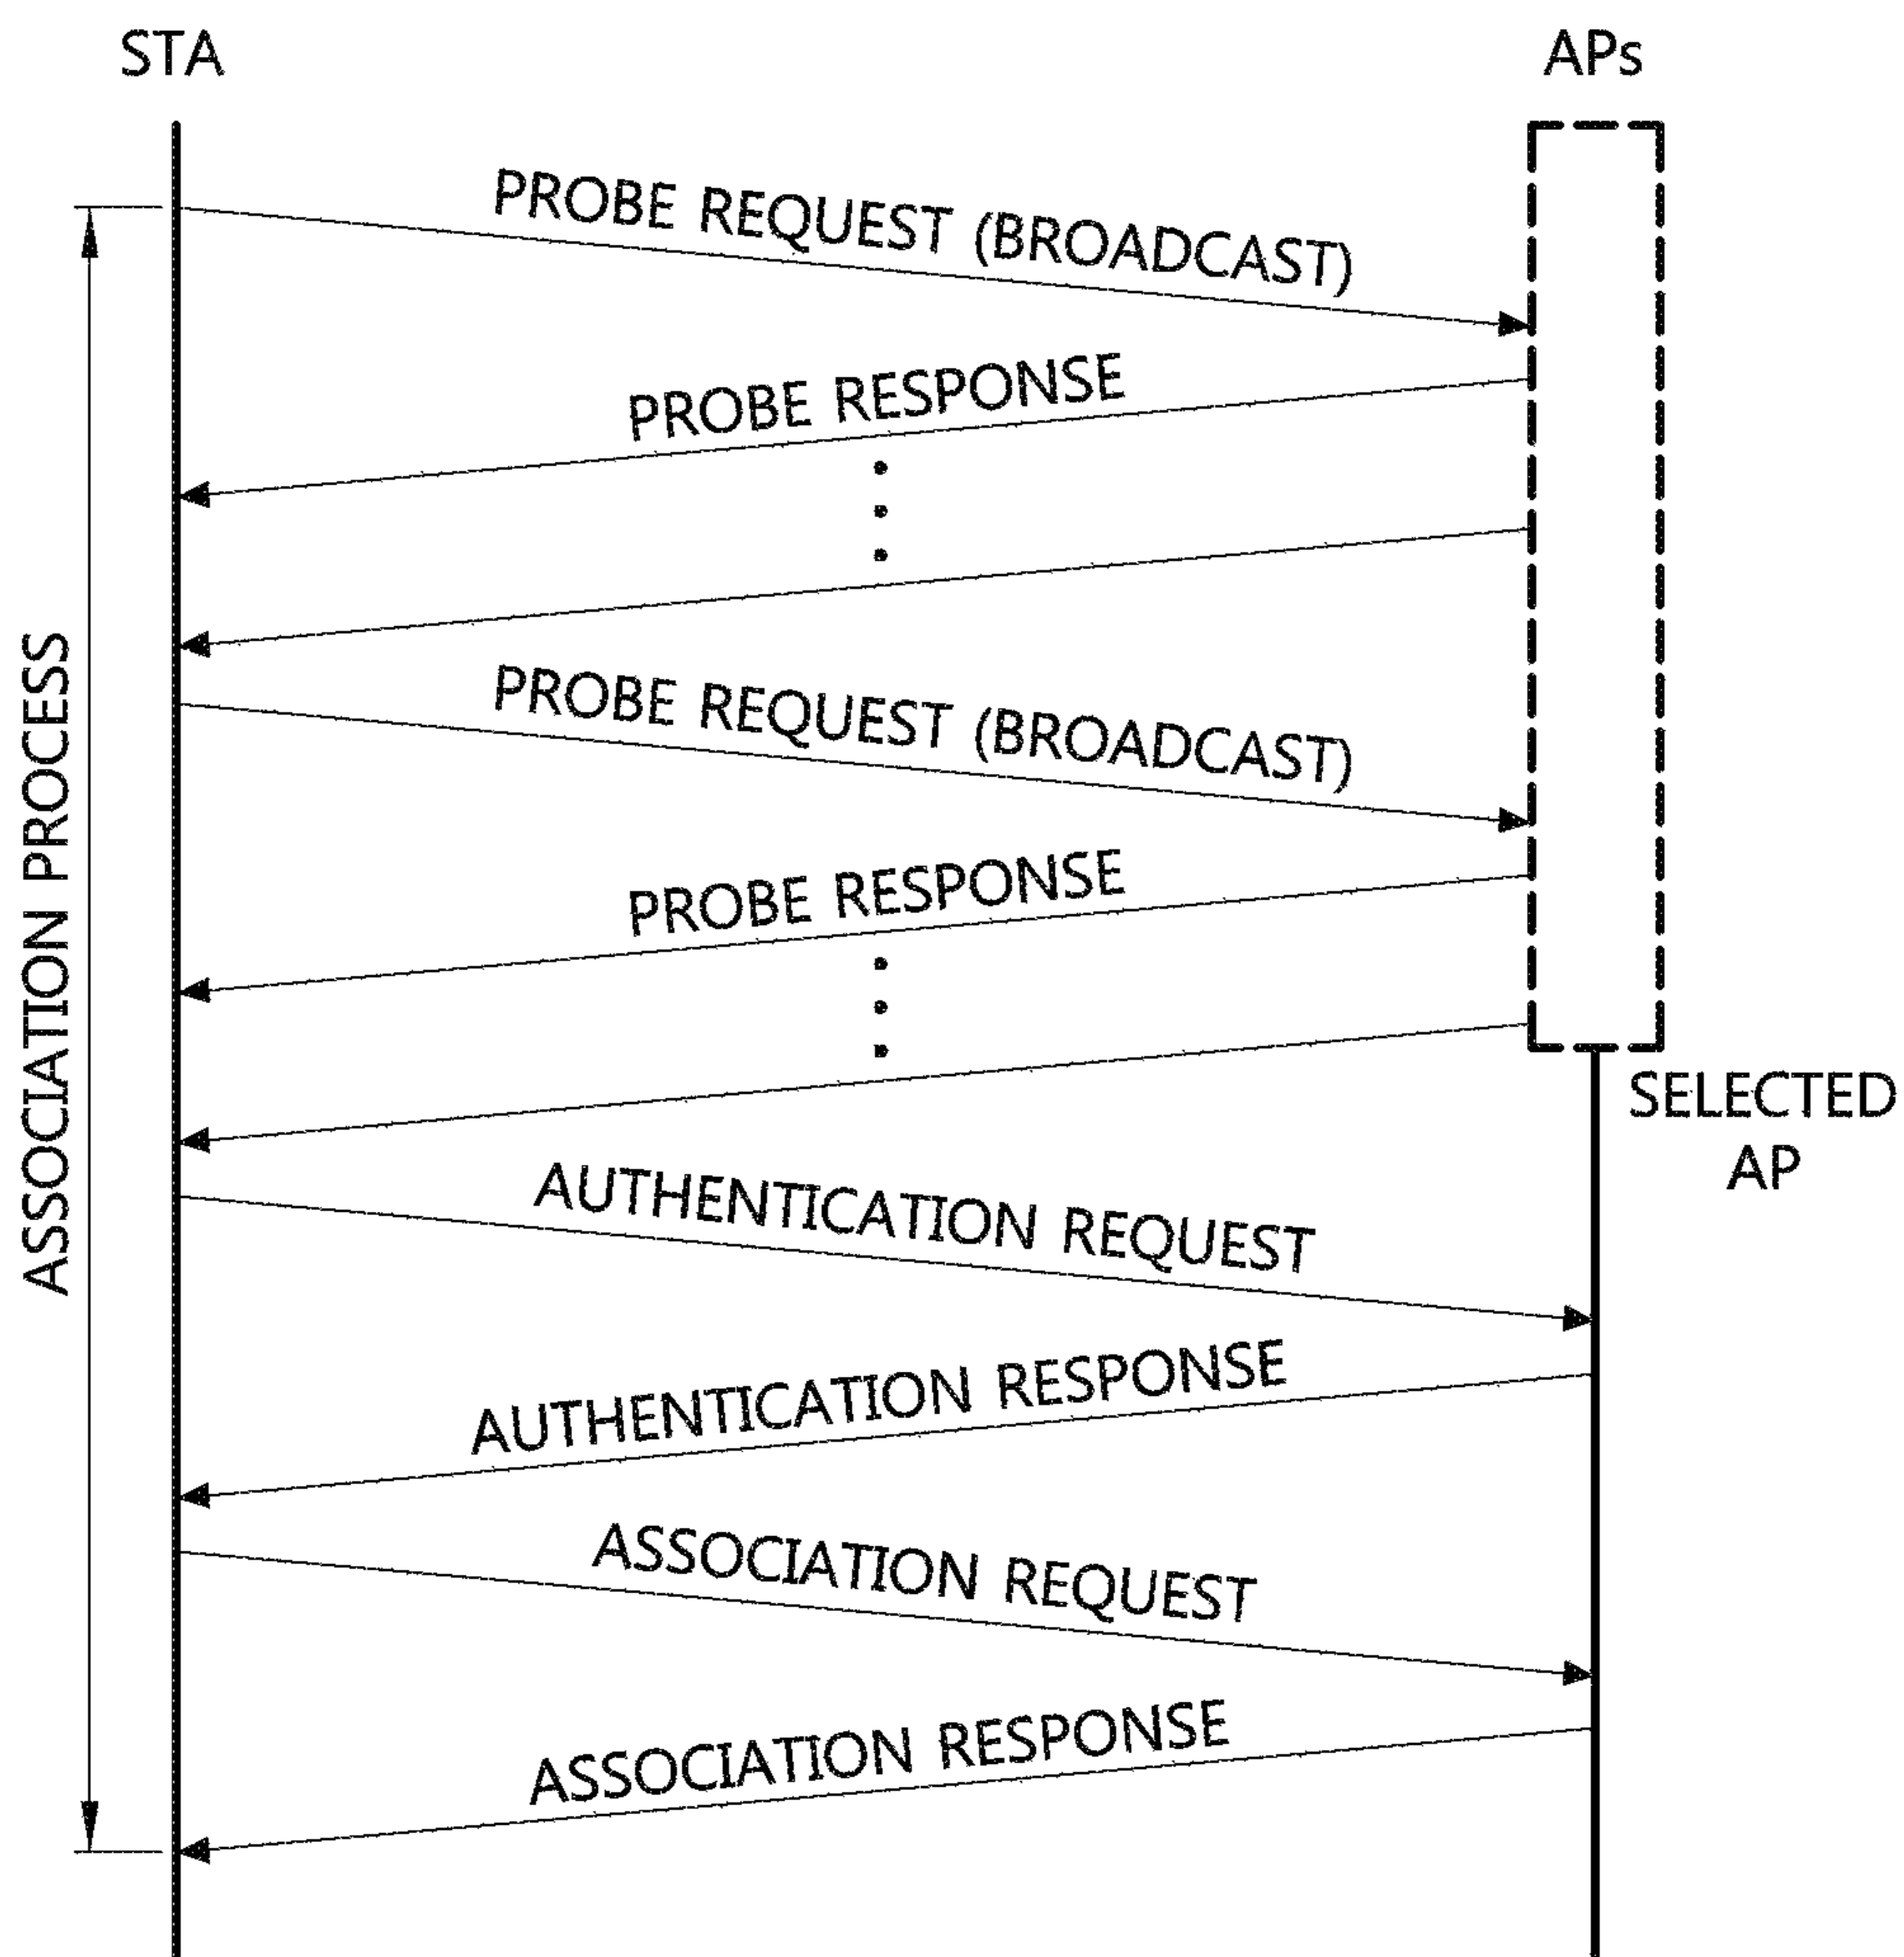 STA
APs
PROBE REQUEST (BROADCAST)
PROBE RESPONSE
PROBE REQUEST (BROADCAST)
PROBE RESPONSE
ASSOCIATION PROCESS
SELECTED
AP
AUTHENTICATION REQUEST
AUTHENTICATION RESPONSE
ASSOCIATION REQUEST
ASSOCIATION RESPONSE